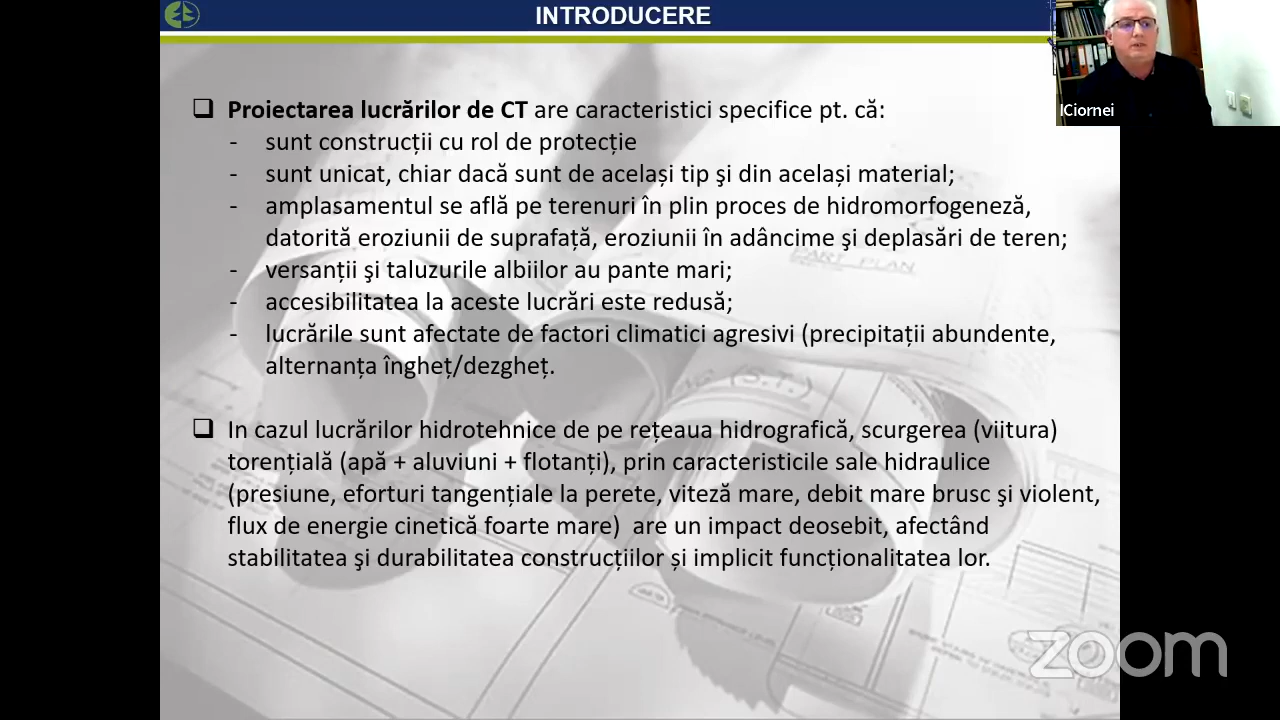 INTRODUCERE
ICiornei
❑ Proiectarea lucrărilor de CT are caracteristici specifice pt. că:
- sunt construcții cu rol de protecție
- sunt unicat, chiar dacă sunt de același tip şi din același material;
- amplasamentul se află pe terenuri în plin proces de hidromorfogeneză,
datorită eroziunii de suprafață, eroziunii în adâncime şi deplasări de teren;
- versanții şi taluzurile albiilor au pante mari;
- accesibilitatea la aceste lucrări este redusă;
- lucrările sunt afectate de factori climatici agresivi (precipitații abundente,
alternanța îngheț/dezgheț.
❑ In cazul lucrărilor hidrotehnice de pe rețeaua hidrografică, scurgerea (viitura)
torențială (apă + aluviuni + flotanți), prin caracteristicile sale hidraulice
(presiune, eforturi tangențiale la perete, viteză mare, debit mare brusc şi violent,
flux de energie cinetică foarte mare) are un impact deosebit, afectând
stabilitatea şi durabilitatea construcțiilor și implicit funcționalitatea lor.
PART PLAN
(S.T.)
zoom